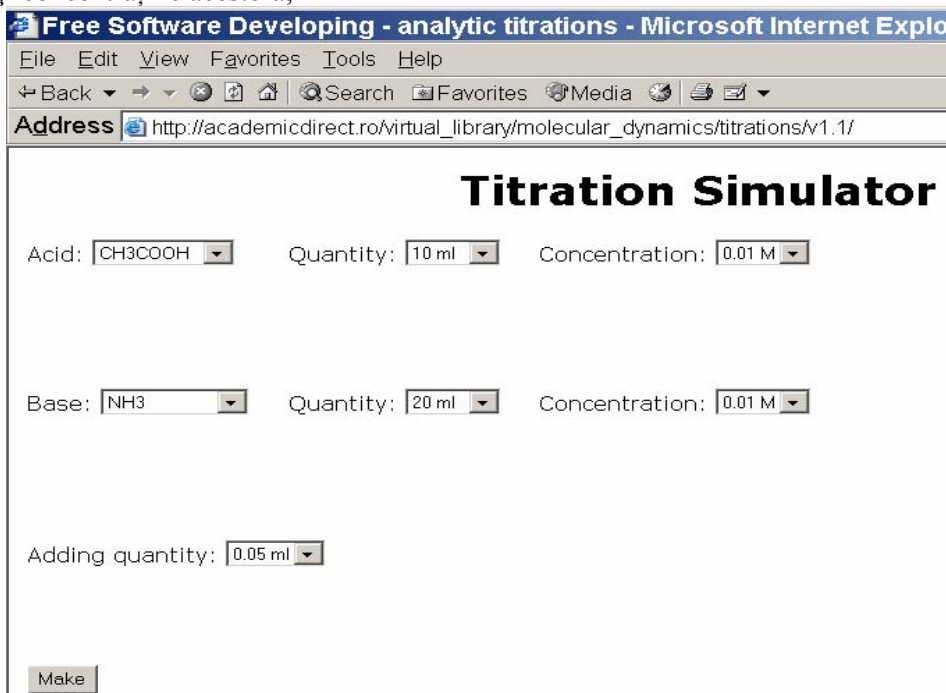 Free Software Developing - analytic titrations - Microsoft Internet Explo
File Edit View Favorites Tools Help
Back Search Favorites Media
Address http://academicdirect.ro/virtual_library/molecular_dynamics/titrations/v1.1/
Titration Simulator
Acid: CH3COOH Quantity: 10 ml Concentration: 0.01 M
Base: NH3 Quantity: 20 ml Concentration: 0.01 M
Adding quantity: 0.05 ml
Make